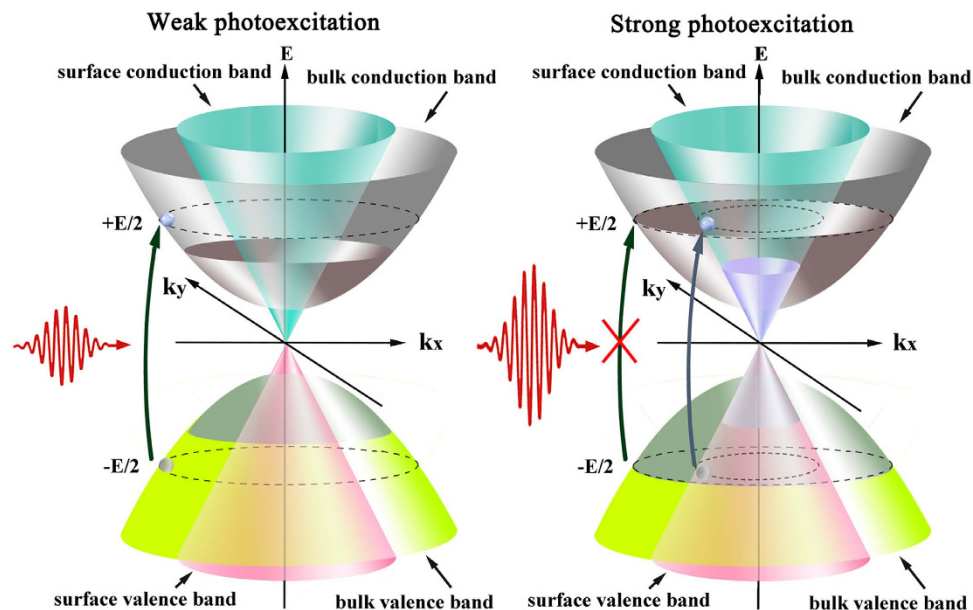 Weak photoexcitation
E
surface conduction band
bulk conduction band
+E/2
ky
kx
-E/2
surface valence band
bulk valence band
Strong photoexcitation
E
surface conduction band
bulk conduction band
+E/2
ky
kx
-E/2
surface valence band
bulk valence band